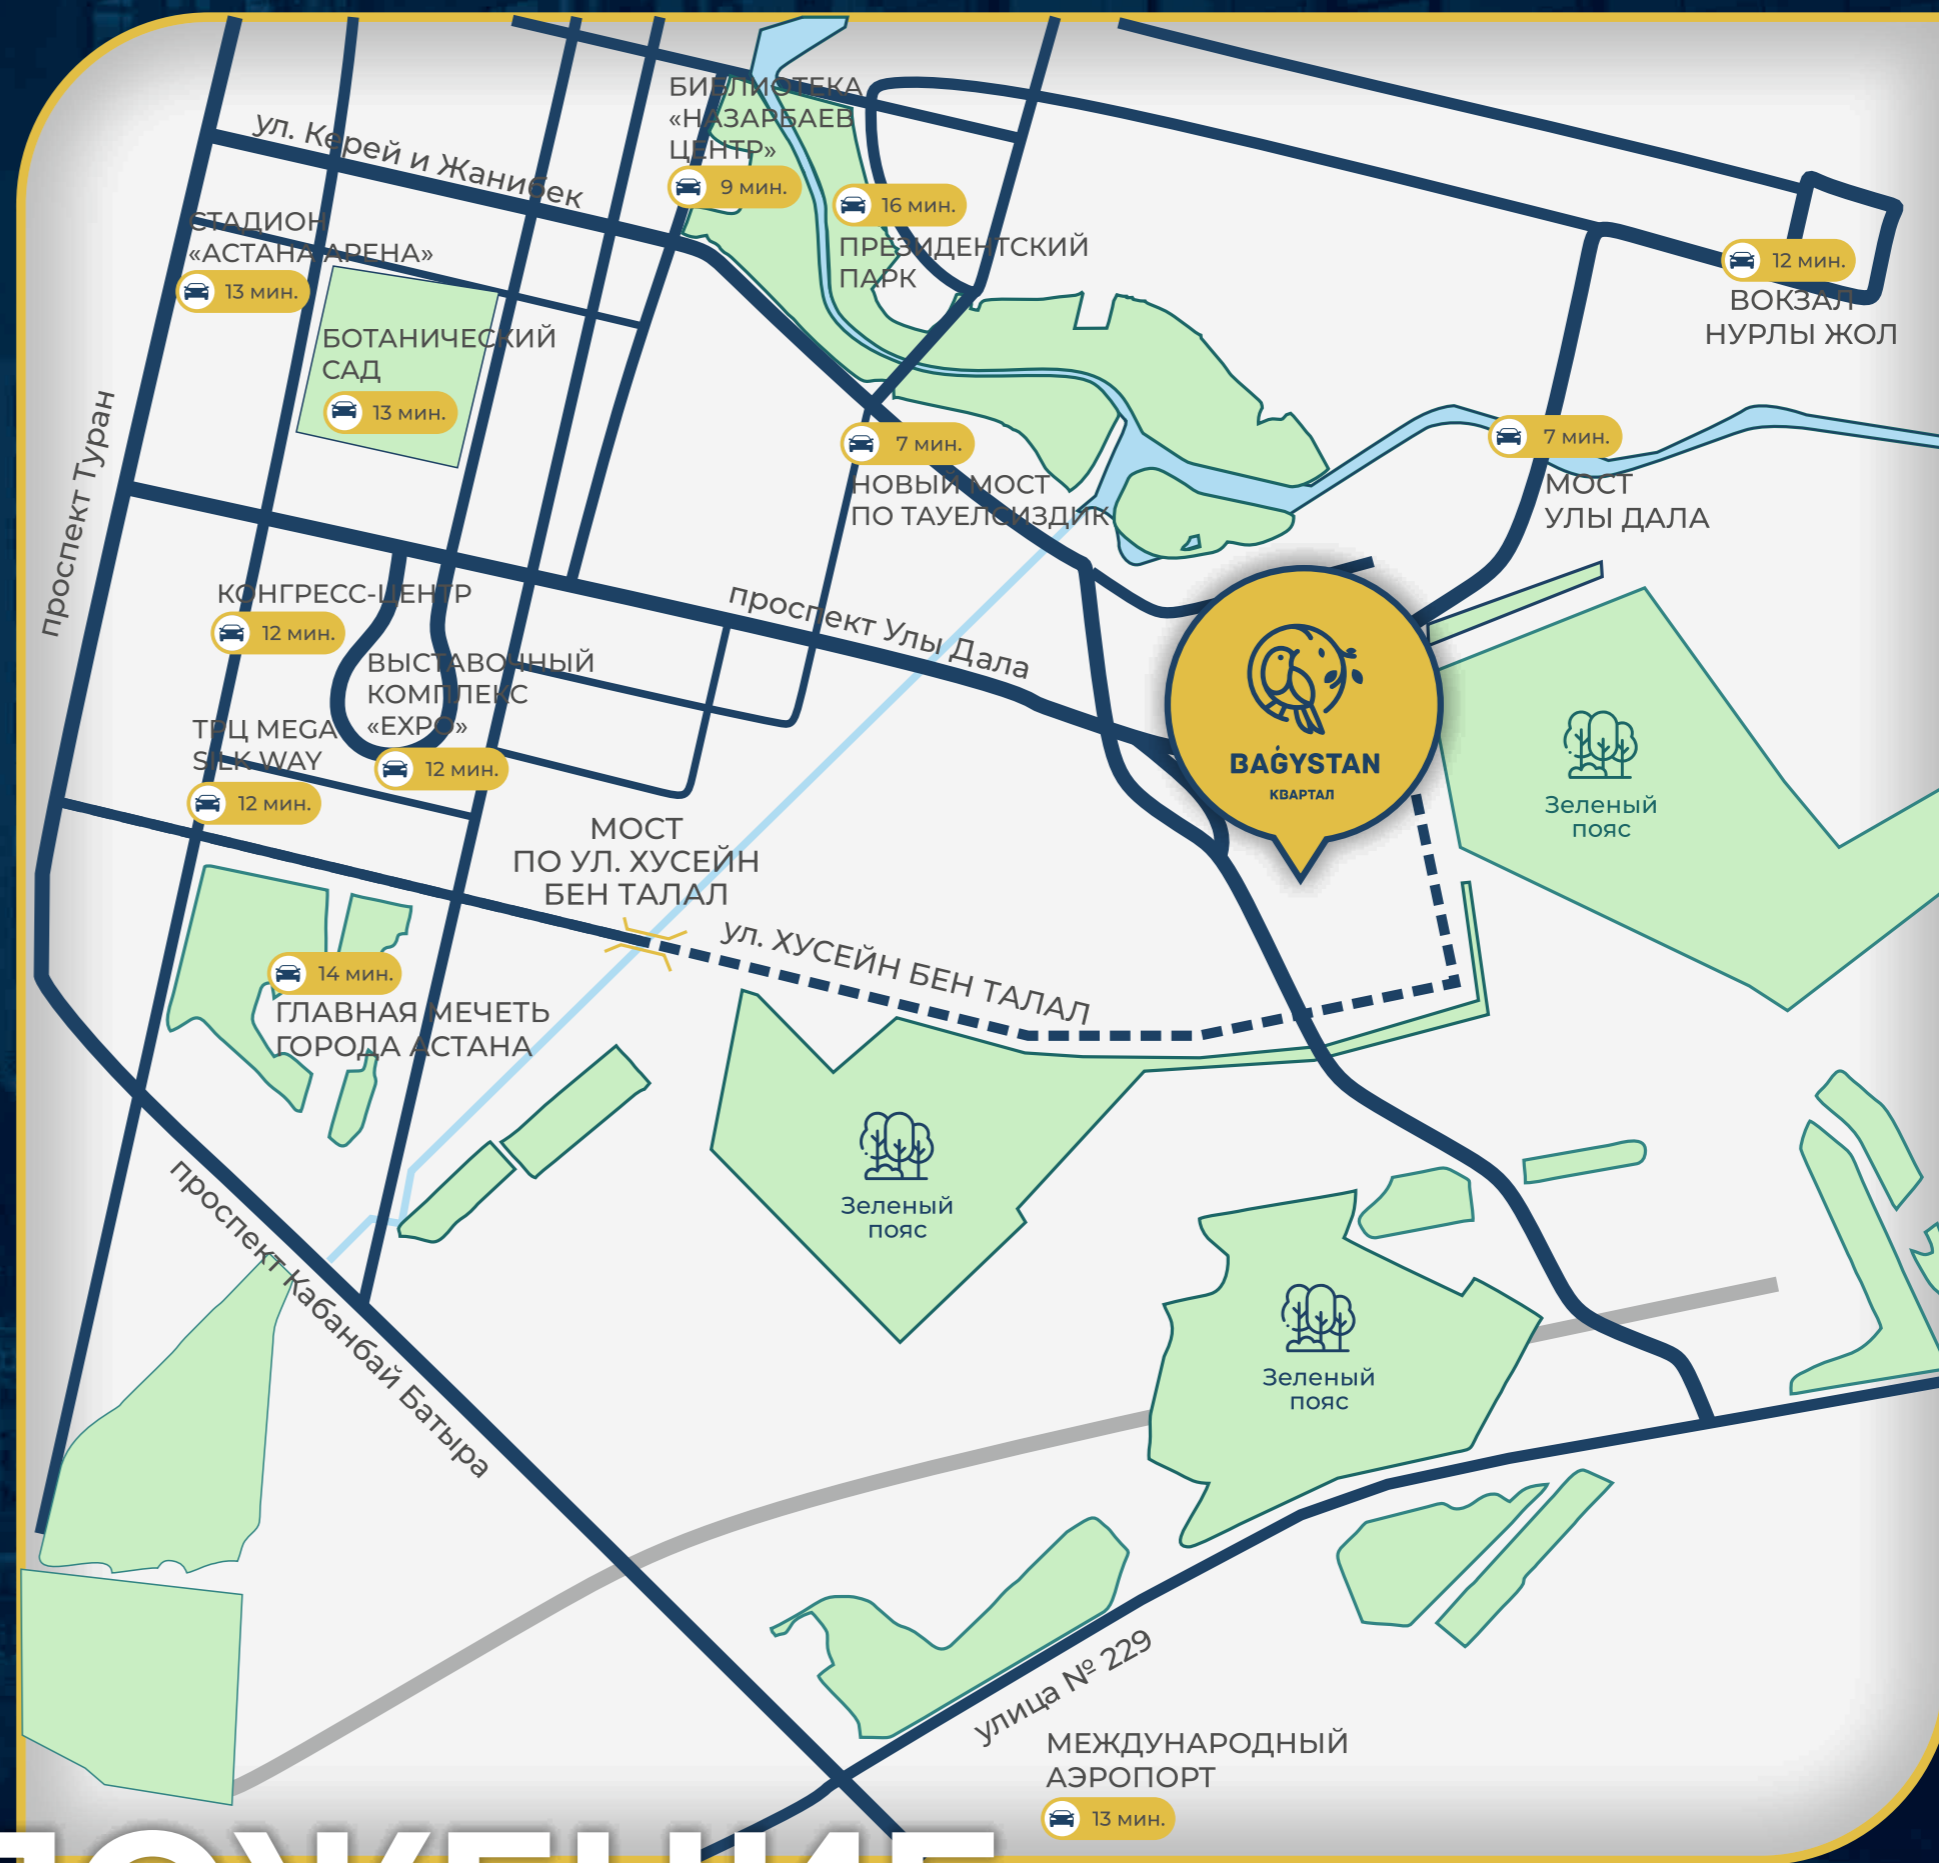 БИБЛИОТЕКА
«НАЗАРБАЕВ
ЦЕНТР»
9 мин.
ул. Керей и Жанибек
16 мин.
ПРЕЗИДЕНТСКИЙ
ПАРК
СТАДИОН
«АСТАНА АРЕНА»
13 мин.
12 мин.
ВОКЗАЛ
НУРЛЫ ЖОЛ
БОТАНИЧЕСКИЙ
САД
13 мин.
проспект Туран
7 мин.
НОВЫЙ МОСТ
ПО ТАУЕЛСИЗДИК
7 мин.
МОСТ
УЛЫ ДАЛА
КОНГРЕСС-ЦЕНТР
12 мин.
проспект Улы Дала
ВЫСТАВОЧНЫЙ
КОМПЛЕКС
«EXPO»
12 мин.
ТРЦ MEGA
SILK WAY
12 мин.
BAĠYSTAN
КВАРТАЛ
Зеленый
пояс
МОСТ
ПО УЛ. ХУСЕЙН
БЕН ТАЛАЛ
ул. ХУСЕЙН БЕН ТАЛАЛ
14 мин.
ГЛАВНАЯ МЕЧЕТЬ
ГОРОДА АСТАНА
Зеленый
пояс
проспект Кабанбай Батыра
Зеленый
пояс
улица № 229
МЕЖДУНАРОДНЫЙ
АЭРОПОРТ
13 мин.